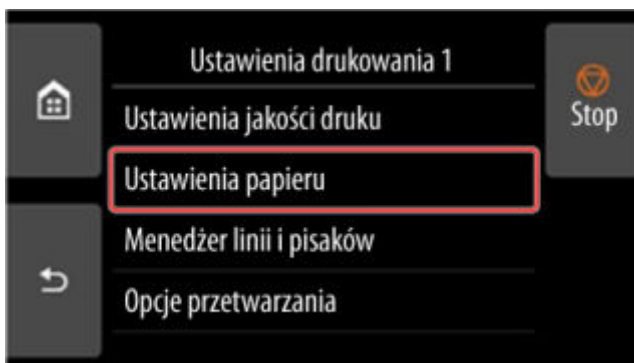 Ustawienia drukowania 1
Stop
Ustawienia jakości druku
Ustawienia papieru
Menedżer linii i pisaków
Opcje przetwarzania